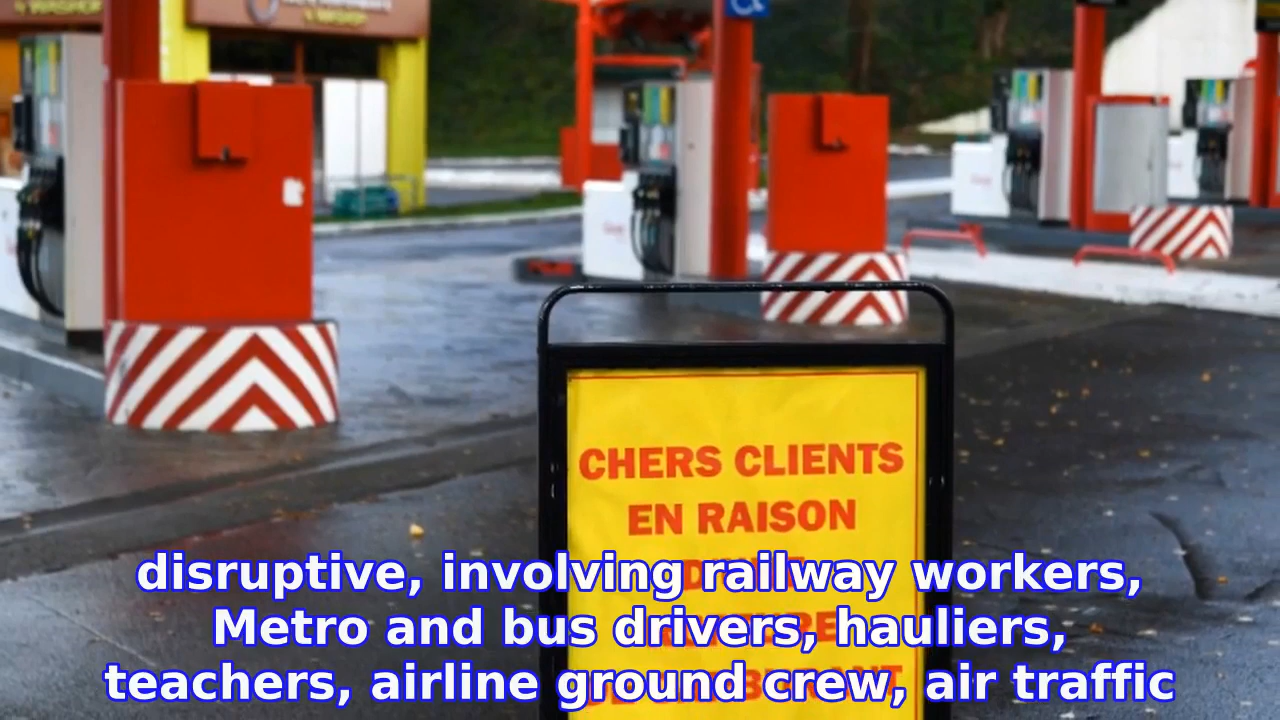 CHERS CLIENTS
EN RAISON
disruptive, involving railway workers,
Metro and bus drivers, hauliers,
teachers, airline ground crew, air traffic